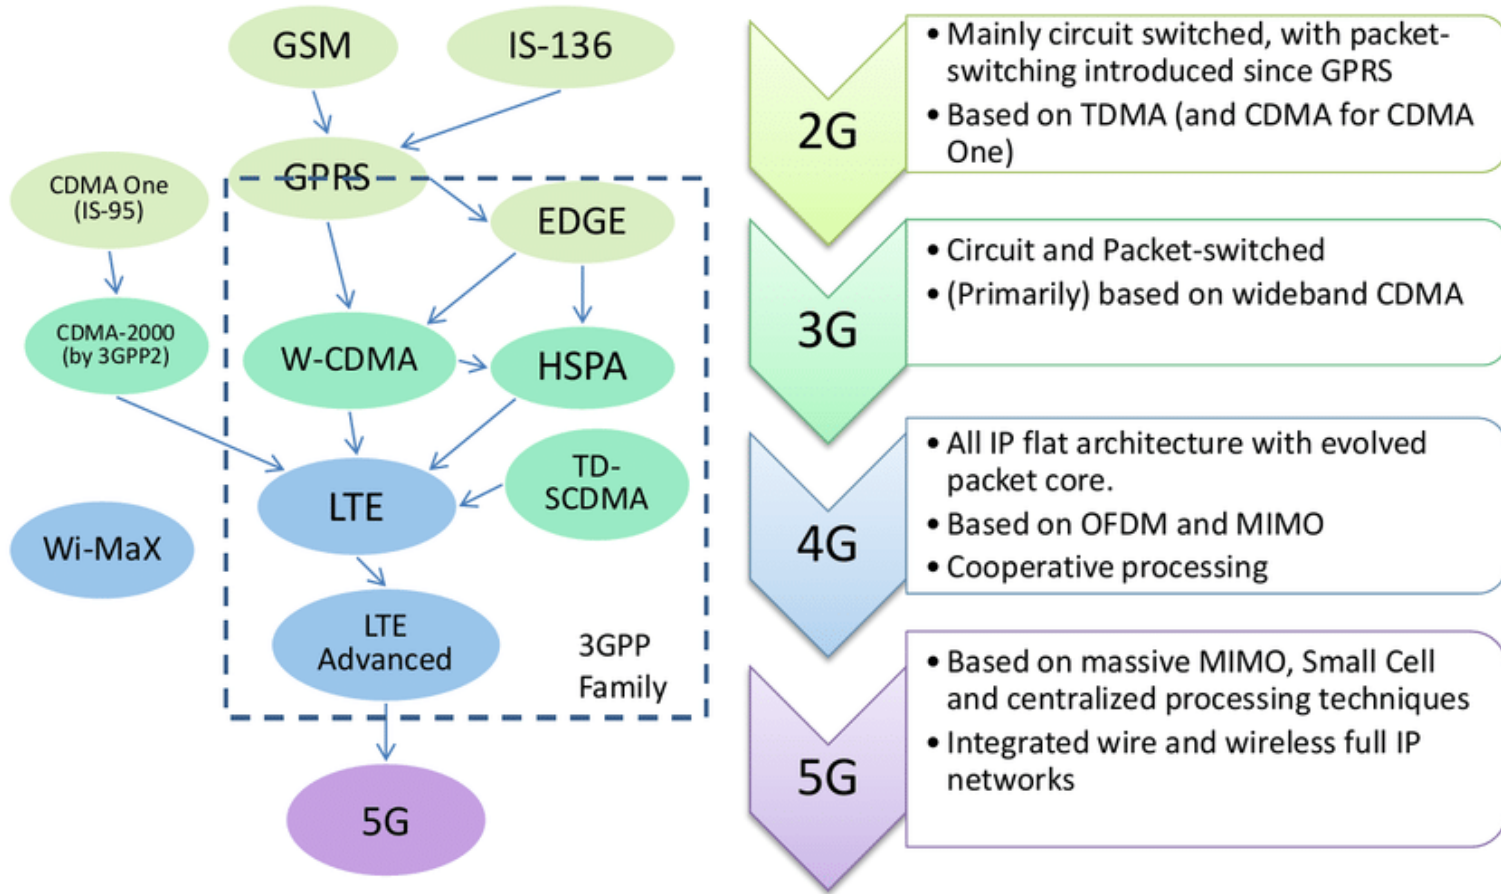 GSM
IS-136
GPRS
CDMA One
(IS-95)
EDGE
CDMA-2000
(by 3GPP2)
W-CDMA
HSPA
LTE
TD-
SCDMA
Wi-MaX
LTE
Advanced
3GPP
Family
5G
2G
• Mainly circuit switched, with packet-
switching introduced since GPRS
• Based on TDMA (and CDMA for CDMA
One)
3G
• Circuit and Packet-switched
• (Primarily) based on wideband CDMA
4G
• All IP flat architecture with evolved
packet core.
• Based on OFDM and MIMO
• Cooperative processing
5G
• Based on massive MIMO, Small Cell
and centralized processing techniques
• Integrated wire and wireless full IP
networks